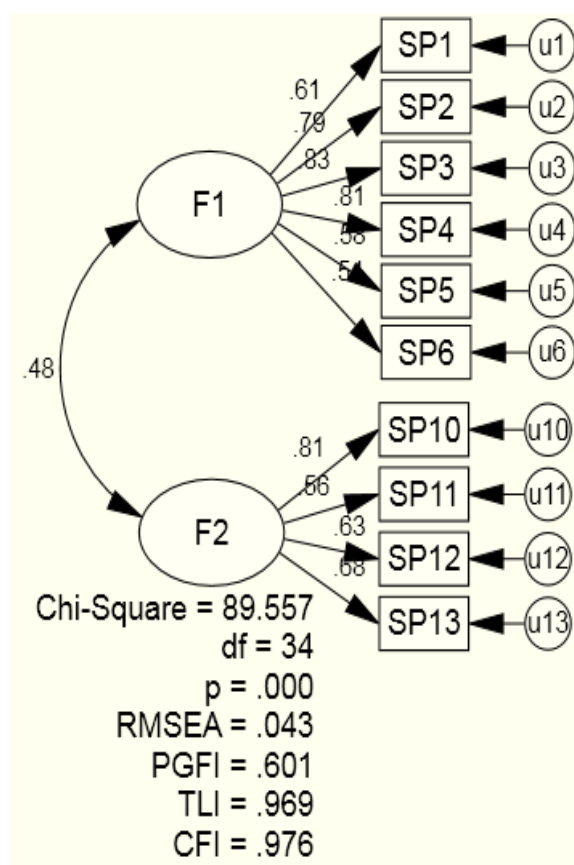 SP1
u1
.61
SP2
u2
.79
SP3
u3
.83
F1
.81
SP4
u4
.58
SP5
u5
SP6
u6
.48
SP10
u10
.81
SP11
u11
.56
F2
.63
SP12
u12
.68
SP13
u13
Chi-Square = 89.557
df = 34
p = .000
RMSEA = .043
PGFI = .601
TLI = .969
CFI = .976